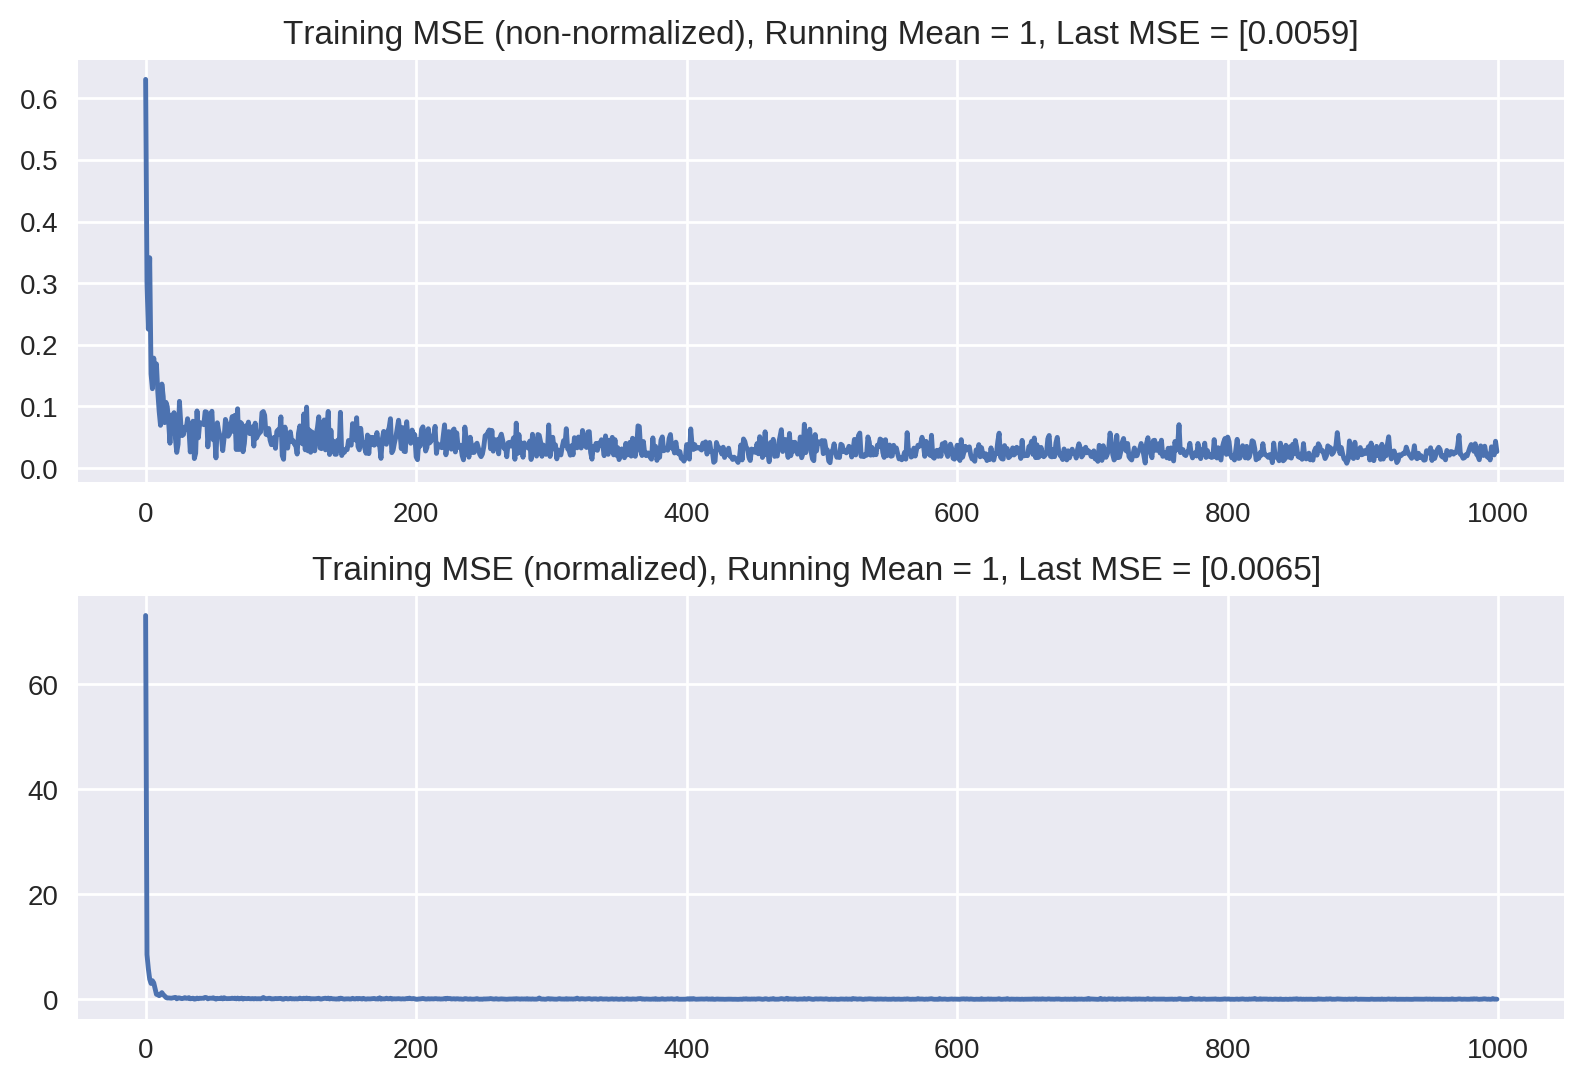 Training MSE (non-normalized), Running Mean = 1, Last MSE = [0.0059]
0.6
0.5
0.4
0.3
0.2
0.1
0.0
0 200 400 600 800 1000
Training MSE (normalized), Running Mean = 1, Last MSE = [0.0065]
60
40
20
0
0 200 400 600 800 1000